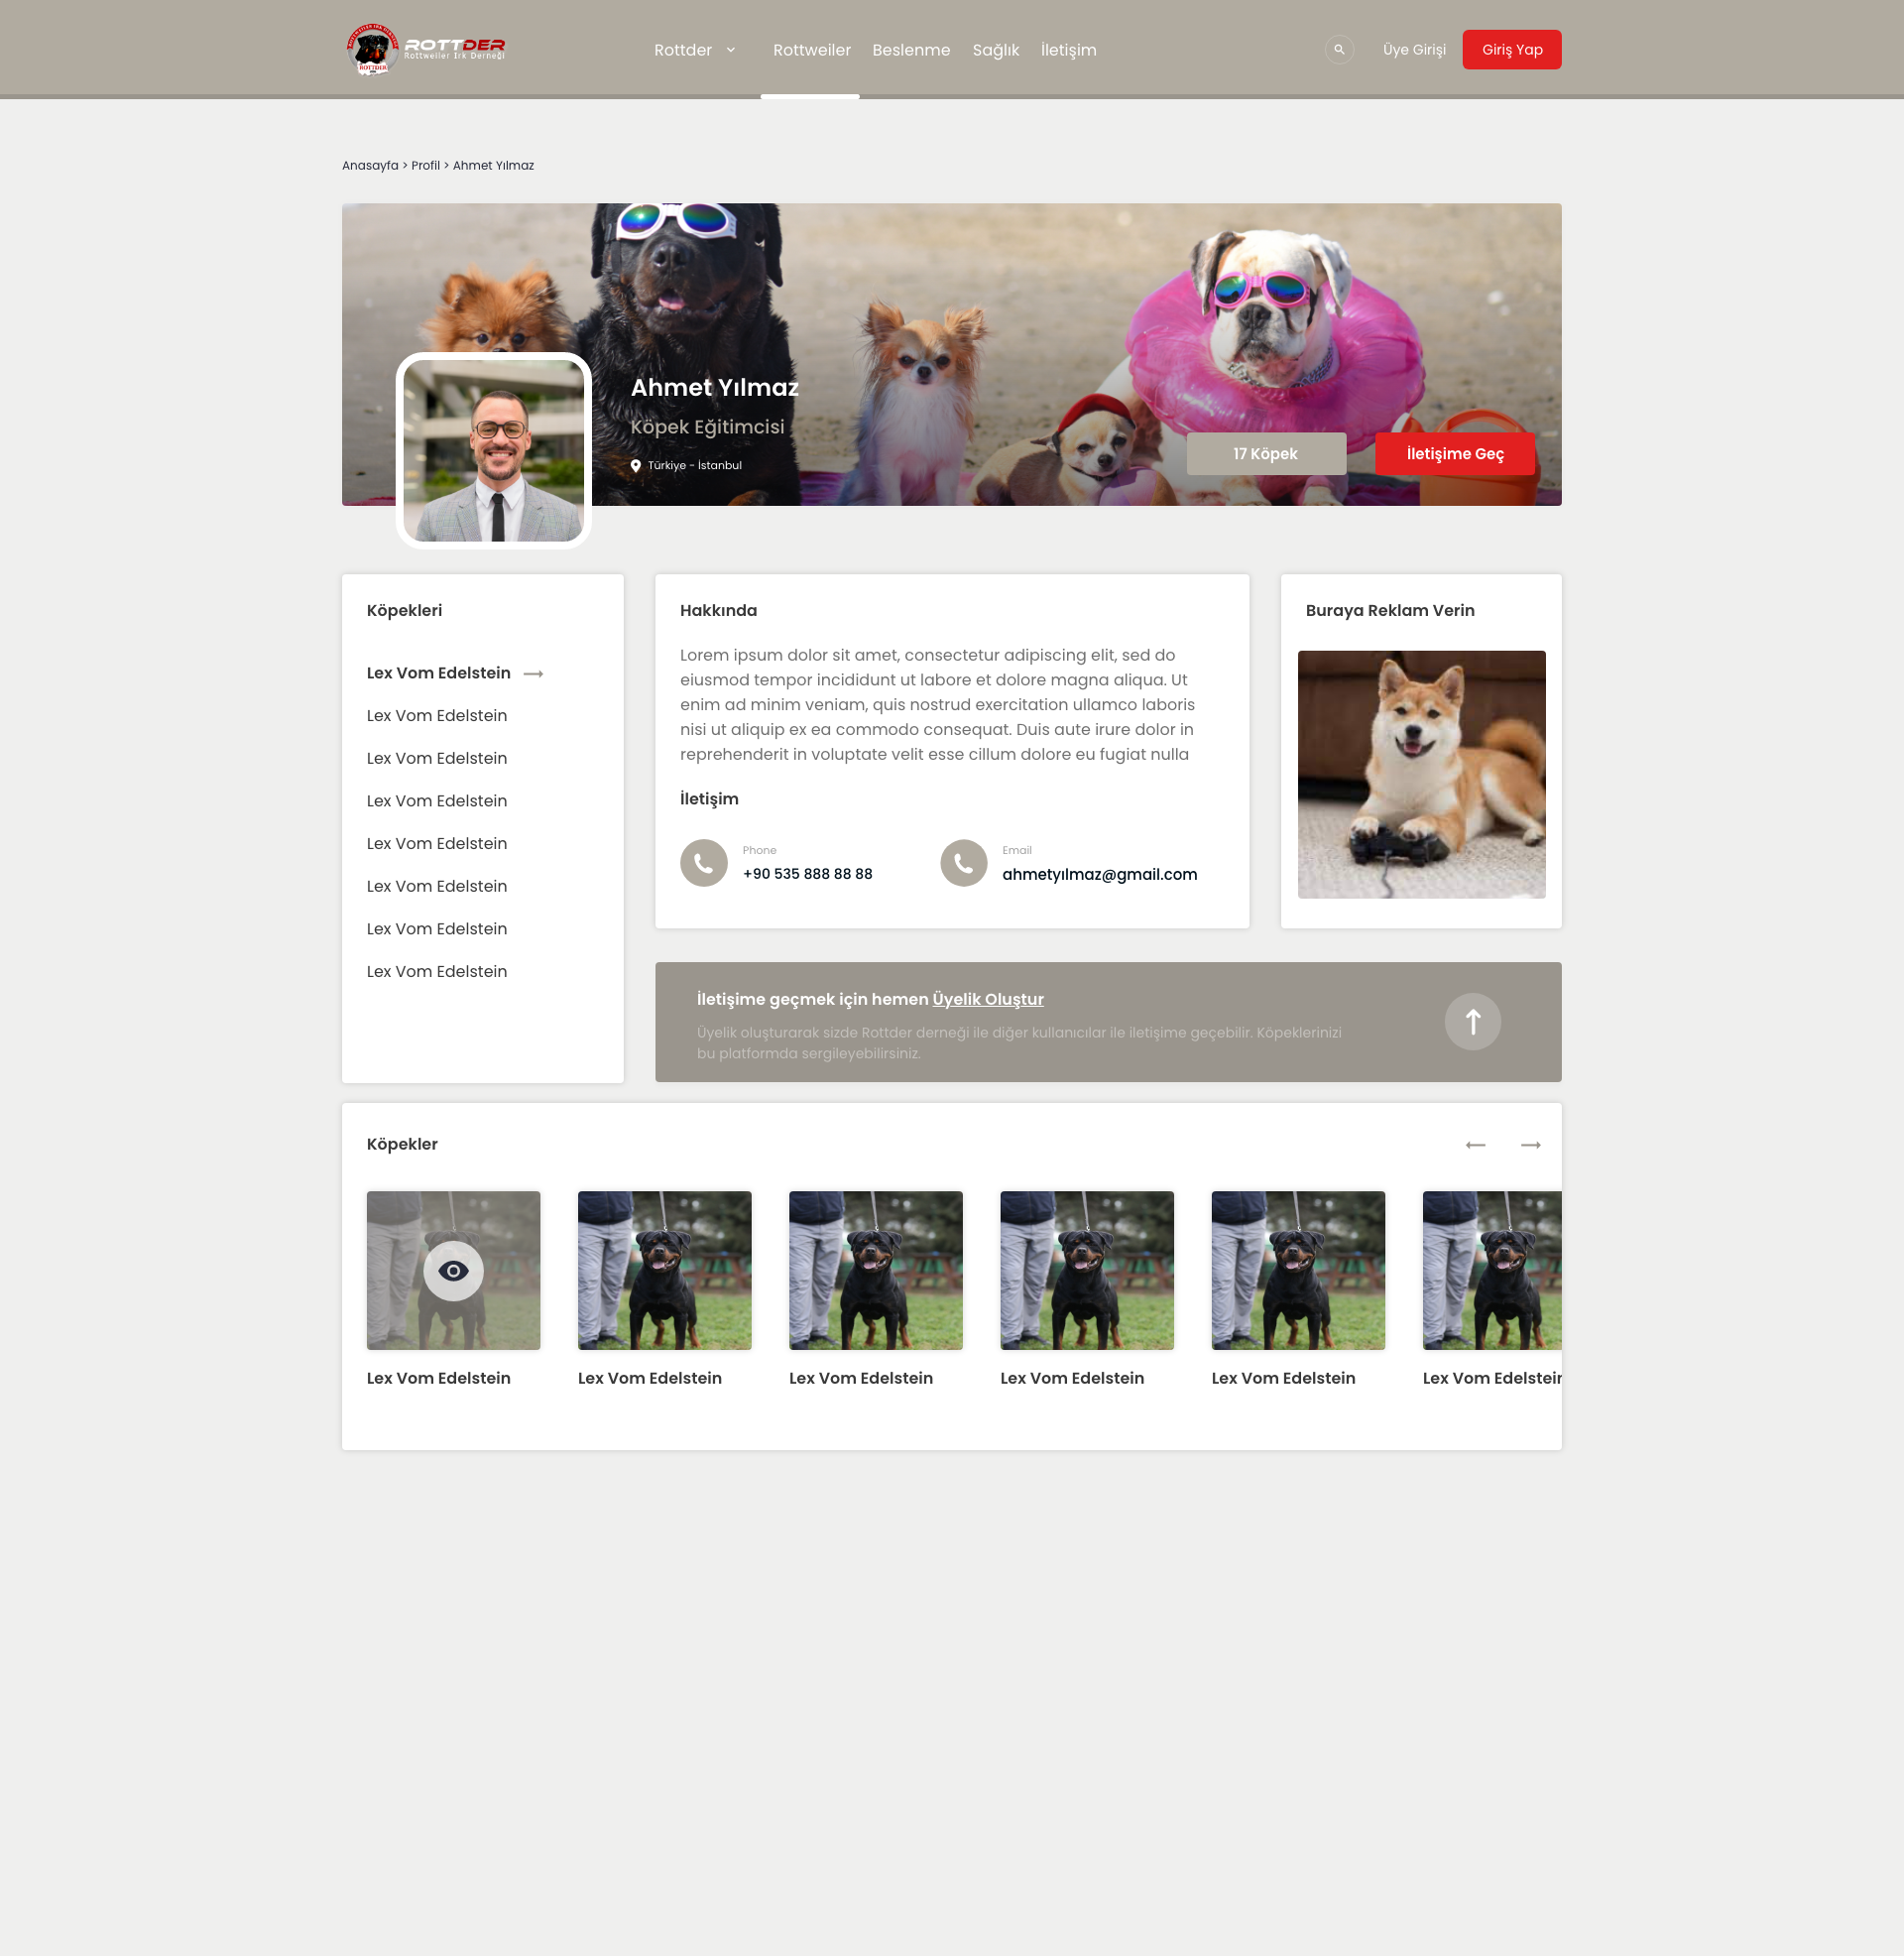 ROTTDER
Rottweiler Irk Derneği
Rottder
Rottweiler
Beslenme
Sağlık
İletişim
Üye Girişi
Giriş Yap
Anasayfa > Profil > Ahmet Yılmaz
Ahmet Yılmaz
Köpek Eğitimcisi
Türkiye - İstanbul
17 Köpek
İletişime Geç
Köpekleri
Lex Vom Edelstein
Lex Vom Edelstein
Lex Vom Edelstein
Lex Vom Edelstein
Lex Vom Edelstein
Lex Vom Edelstein
Lex Vom Edelstein
Lex Vom Edelstein
Hakkında
Lorem ipsum dolor sit amet, consectetur adipiscing elit, sed do
eiusmod tempor incididunt ut labore et dolore magna aliqua. Ut
enim ad minim veniam, quis nostrud exercitation ullamco laboris
nisi ut aliquip ex ea commodo consequat. Duis aute irure dolor in
reprehenderit in voluptate velit esse cillum dolore eu fugiat nulla
İletişim
Phone
+90 535 888 88 88
Email
ahmetyılmaz@gmail.com
Buraya Reklam Verin
İletişime geçmek için hemen Üyelik Oluştur
Üyelik oluşturarak sizde Rottder derneği ile diğer kullanıcılar ile iletişime geçebilir. Köpeklerinizi
bu platformda sergileyebilirsiniz.
Köpekler
Lex Vom Edelstein
Lex Vom Edelstein
Lex Vom Edelstein
Lex Vom Edelstein
Lex Vom Edelstein
Lex Vom Edelstein